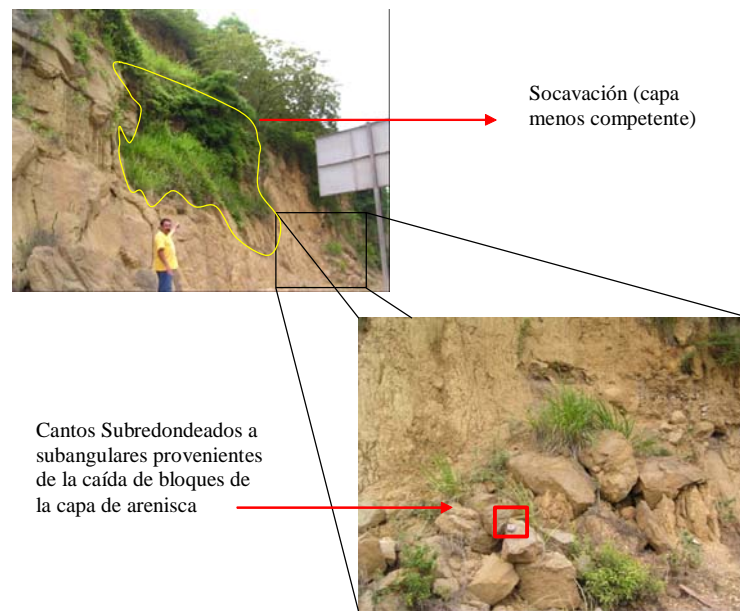 Socavación (capa
menos competente)
Cantos Subredondeados a
subangulares provenientes
de la caída de bloques de
la capa de arenisca